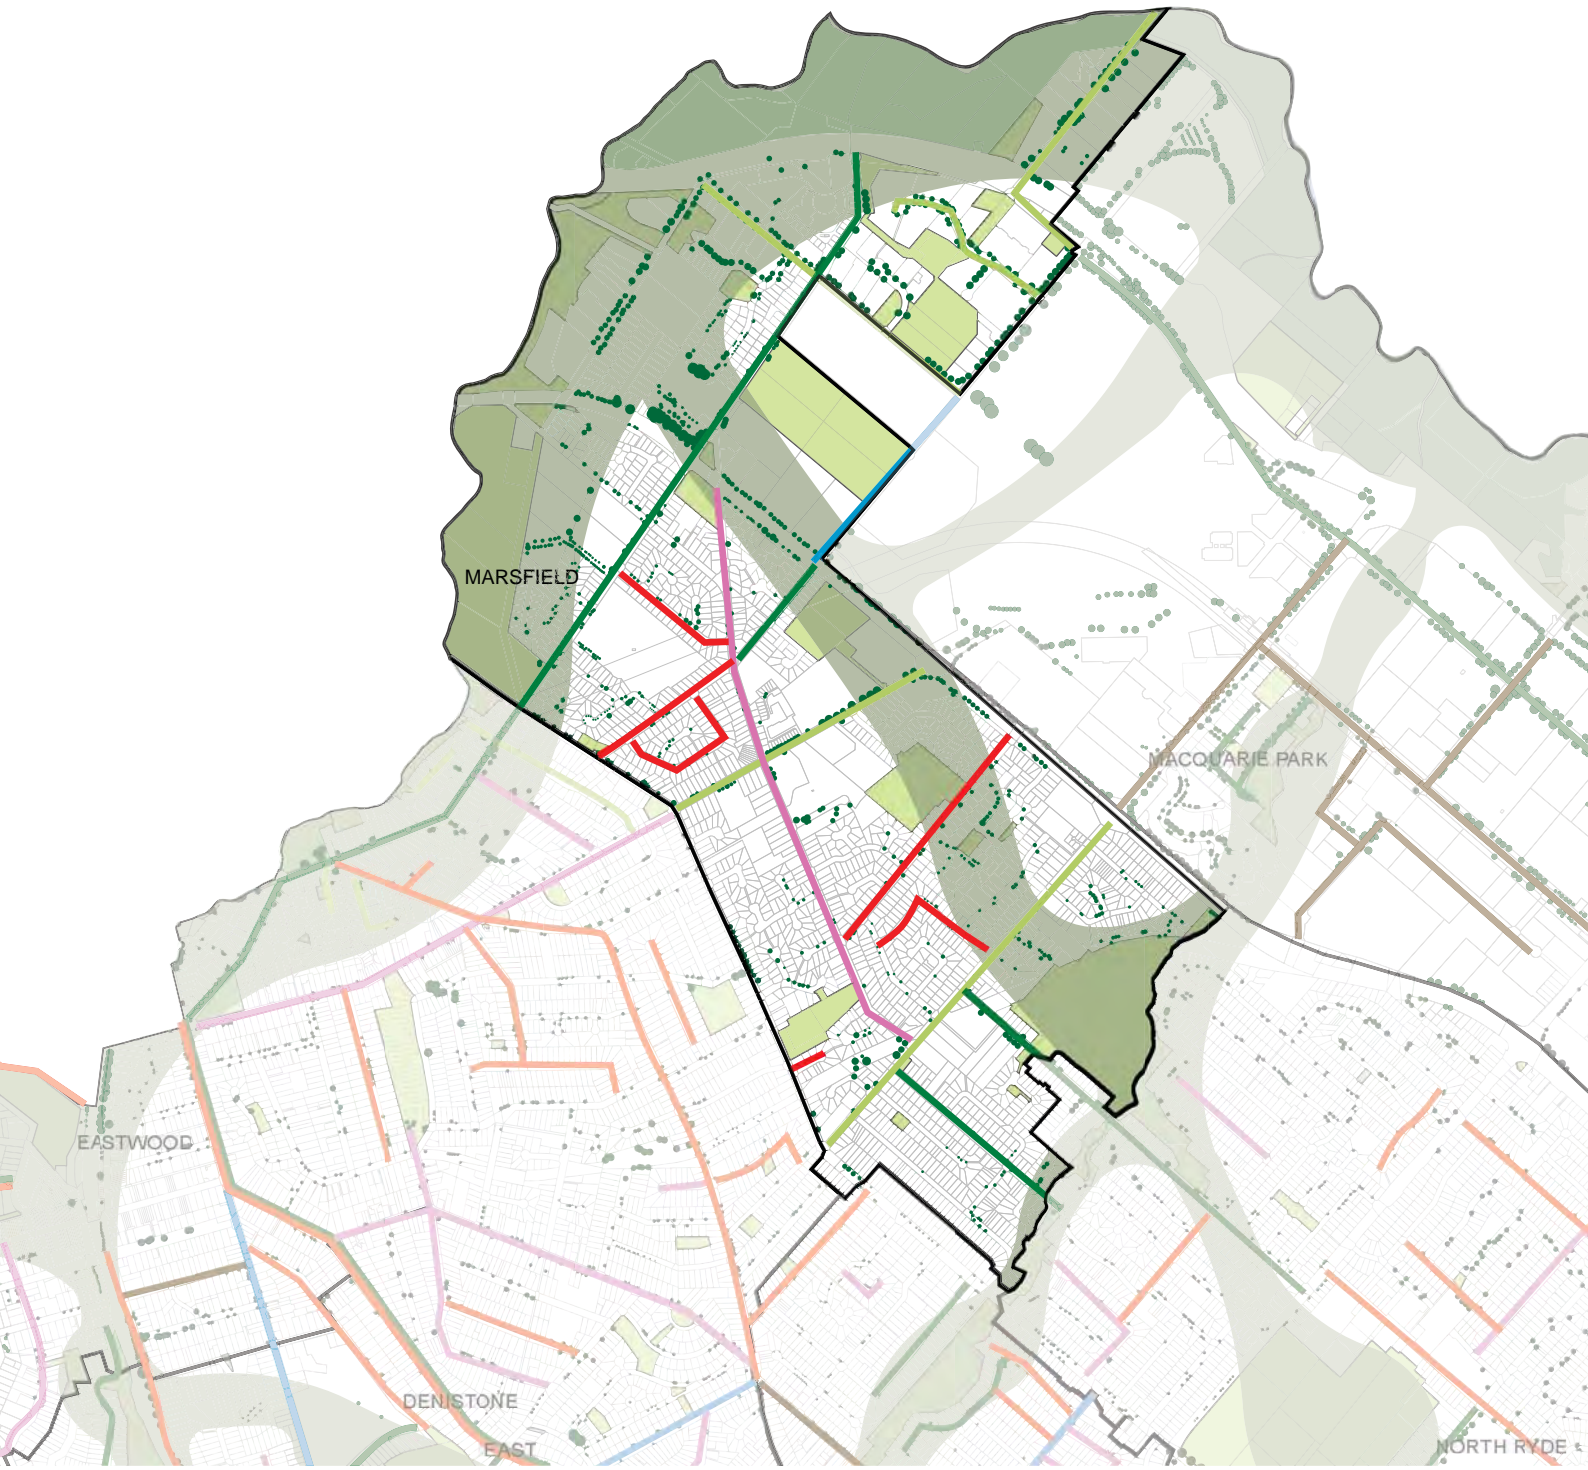 MARSFIELD
MACQUARIE PARK
EASTWOOD
DENISTONE
EAST
NORTH RYDE